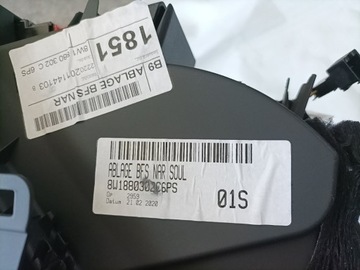 1851
8W1 880 302 C 6PS
B9 ABLAGE BFS NAR
ABLAGE BFS NAR SOUL
8W1880302C6PS
2959
Datum : 21 02 2020
01S